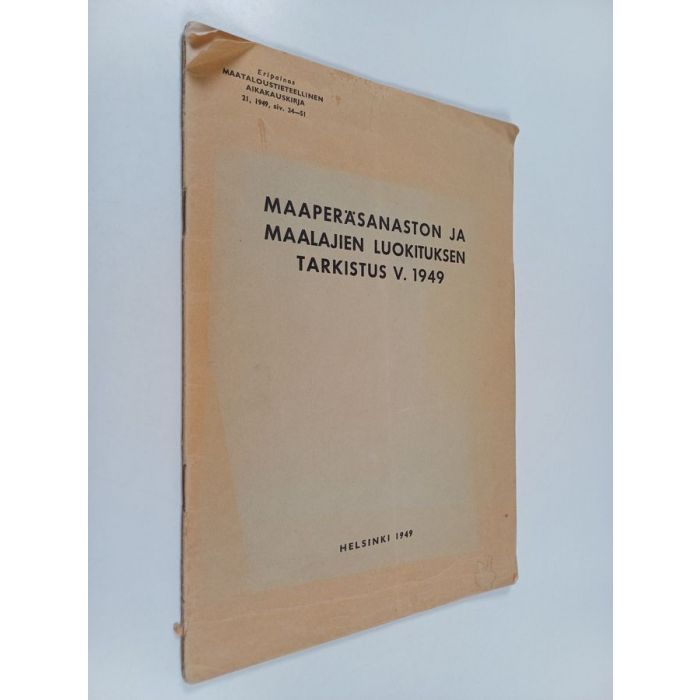 Eripainos
MAATALOUSTIETEELLINEN
AIKAKAUSKIRJA
21, 1949, siv. 34—51
MAAPERÄSANASTON JA
MAALAJIEN LUOKITUKSEN
TARKISTUS V. 1949
HELSINKI 1949